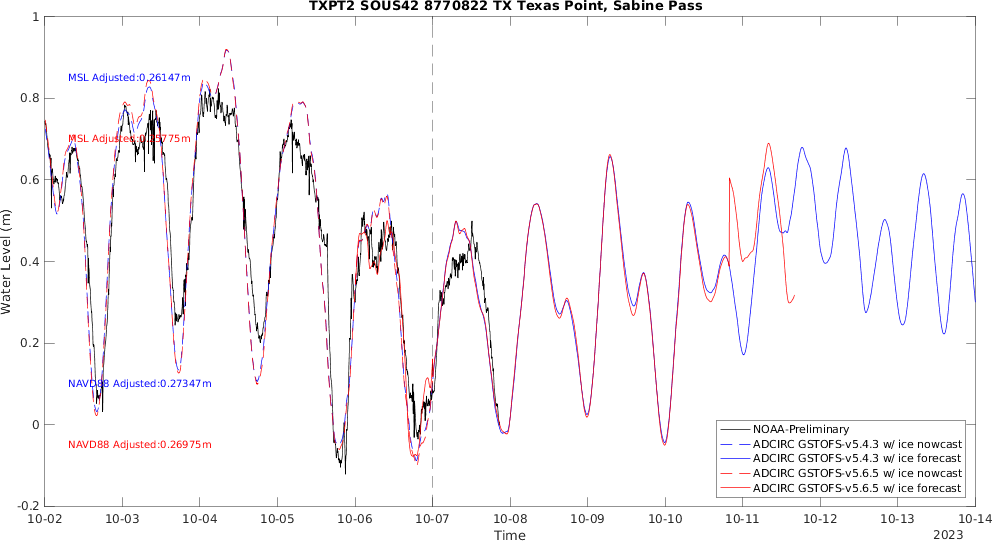 TXPT2 SOUS42 8770822 TX Texas Point, Sabine Pass
1
0.8
0.6
0.4
0.2
0
-0.2
Water Level (m)
MSL Adjusted:0.26147m
MSL Adjusted:0.25775m
NAVD88 Adjusted:0.27347m
NAVD88 Adjusted:0.26975m
NOAA-Preliminary
ADCIRC GSTOFS-v5.4.3 w/ ice nowcast
ADCIRC GSTOFS-v5.4.3 w/ ice forecast
ADCIRC GSTOFS-v5.6.5 w/ ice nowcast
ADCIRC GSTOFS-v5.6.5 w/ ice forecast
10-02 10-03 10-04 10-05 10-06 10-07 10-08 10-09 10-10 10-11 10-12 10-13 10-14
Time
2023